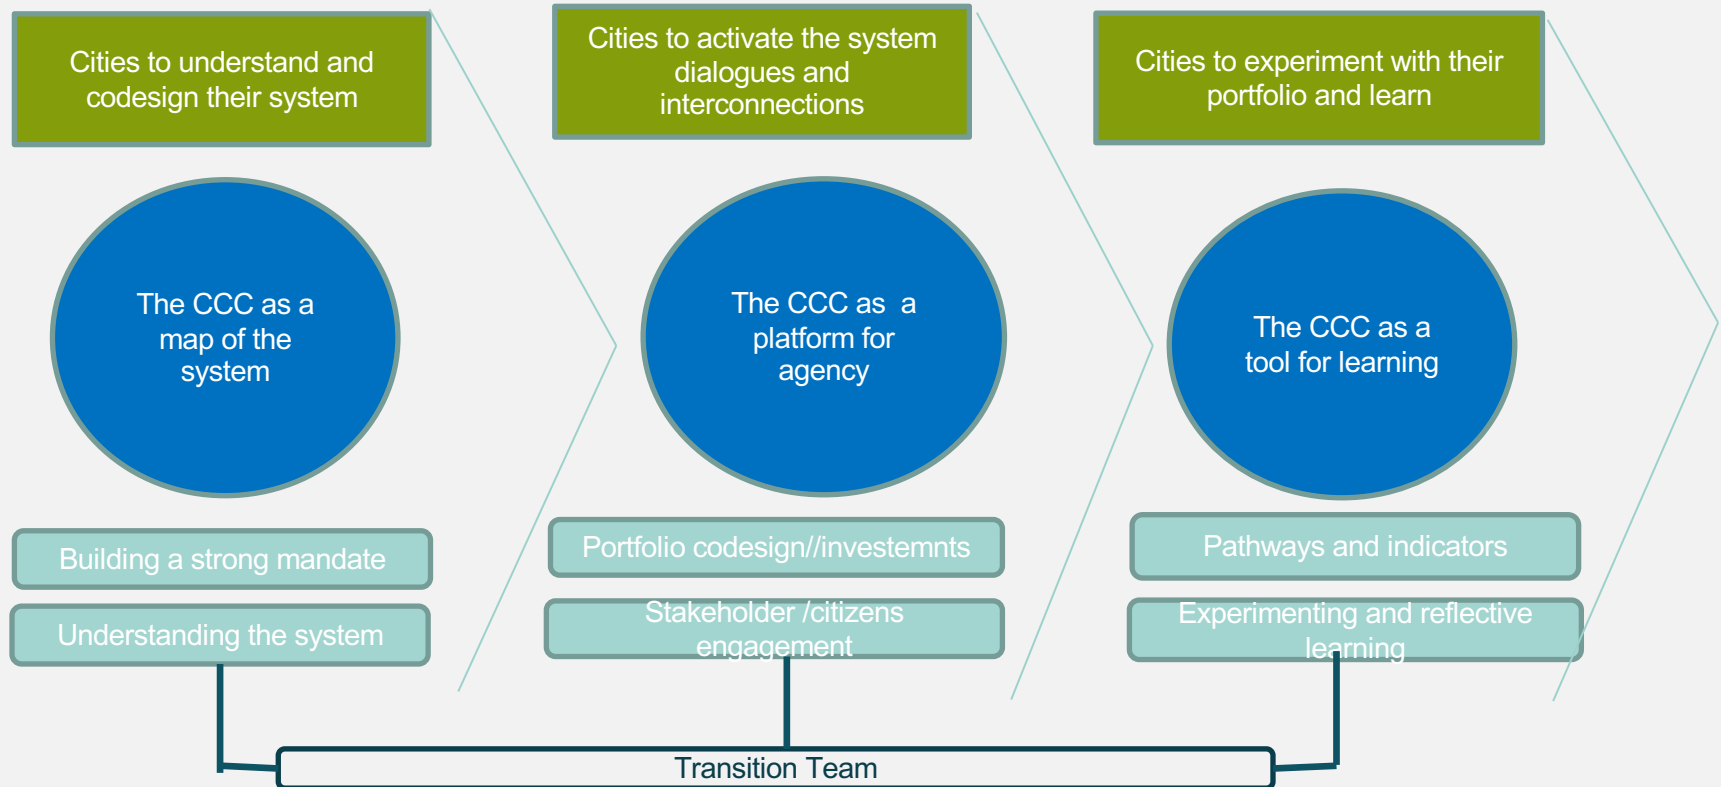 Cities to understand and
codesign their system
Cities to activate the system
dialogues and
interconnections
Cities to experiment with their
portfolio and learn
The CCC as a
map of the
system
The CCC as  a
platform for
agency
The CCC as a
tool for learning
Building a strong mandate
Understanding the system
Portfolio codesign//investemnts
Stakeholder /citizens
engagement
Pathways and indicators
Experimenting and reflective
learning
Transition Team